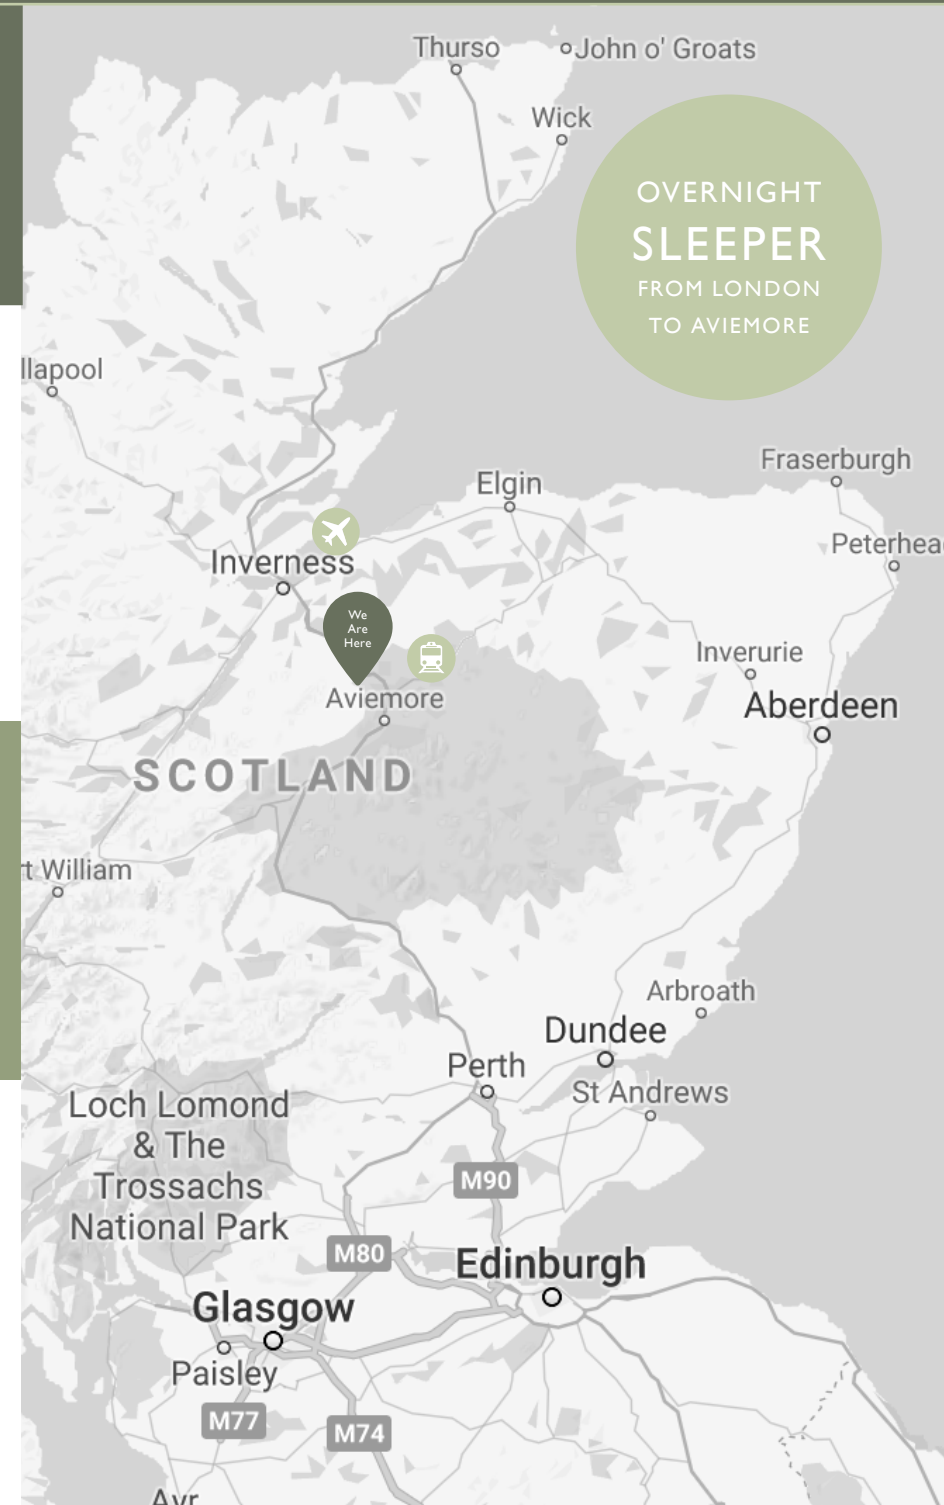 Thurso
John o' Groats
Wick
OVERNIGHT
SLEEPER
FROM LONDON
TO AVIEMORE
llapool
Fraserburgh
Elgin
Peterhea
Inverness
We
Are
Here
Inverurie
Aviemore
Aberdeen
SCOTLAND
rt William
Arbroath
Dundee
Perth
St Andrews
Loch Lomond
& The
Trossachs
National Park
M90
M80
Edinburgh
Glasgow
Paisley
M77
M74
Ayr